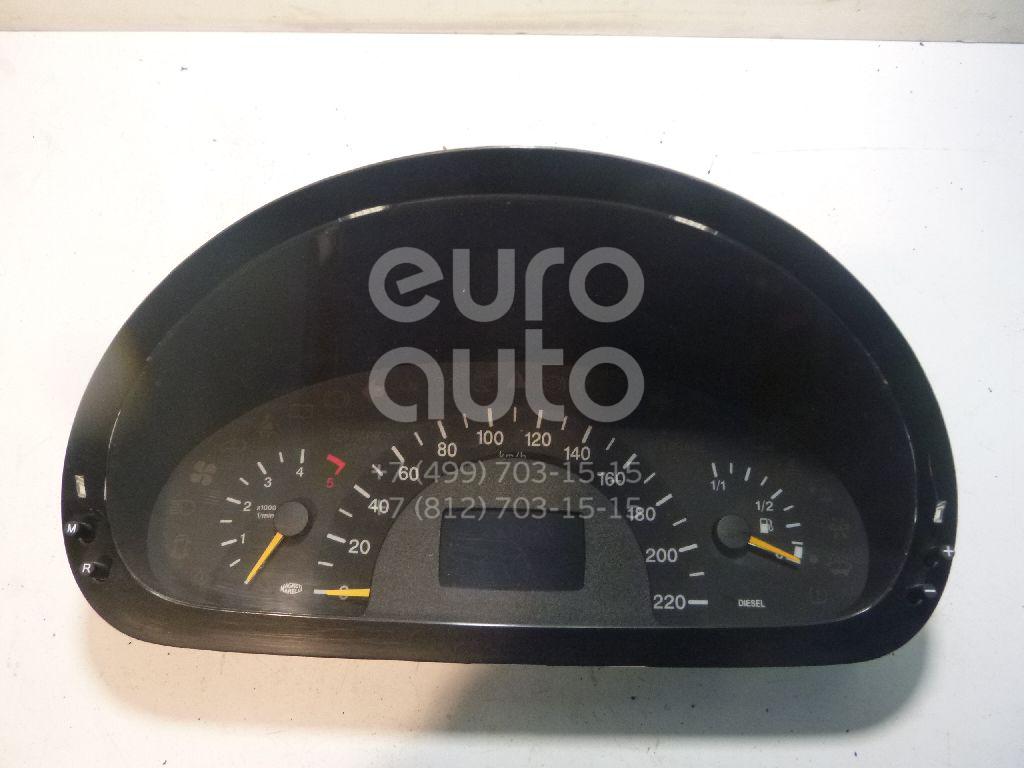 euro
auto
+7 (499) 703-15-15
+7 (812) 703-15-15
0
20
40
60
80
100
120
140
160
180
200
220
km/h
1
2
3
4
5
x1000
1/min
MAGNETI
MARELLI
1/1
1/2
0
DIESEL
M
R
+
-